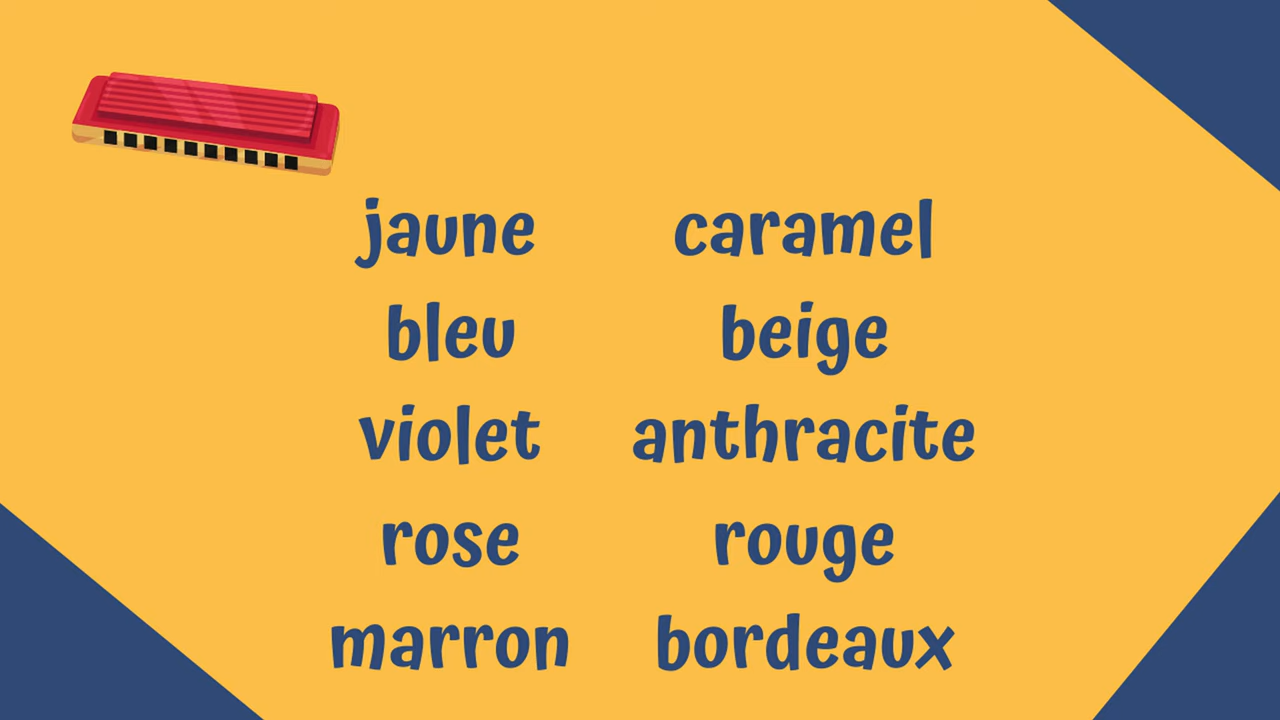 jaune
bleu
violet
rose
marron
caramel
beige
anthracite
rouge
bordeaux